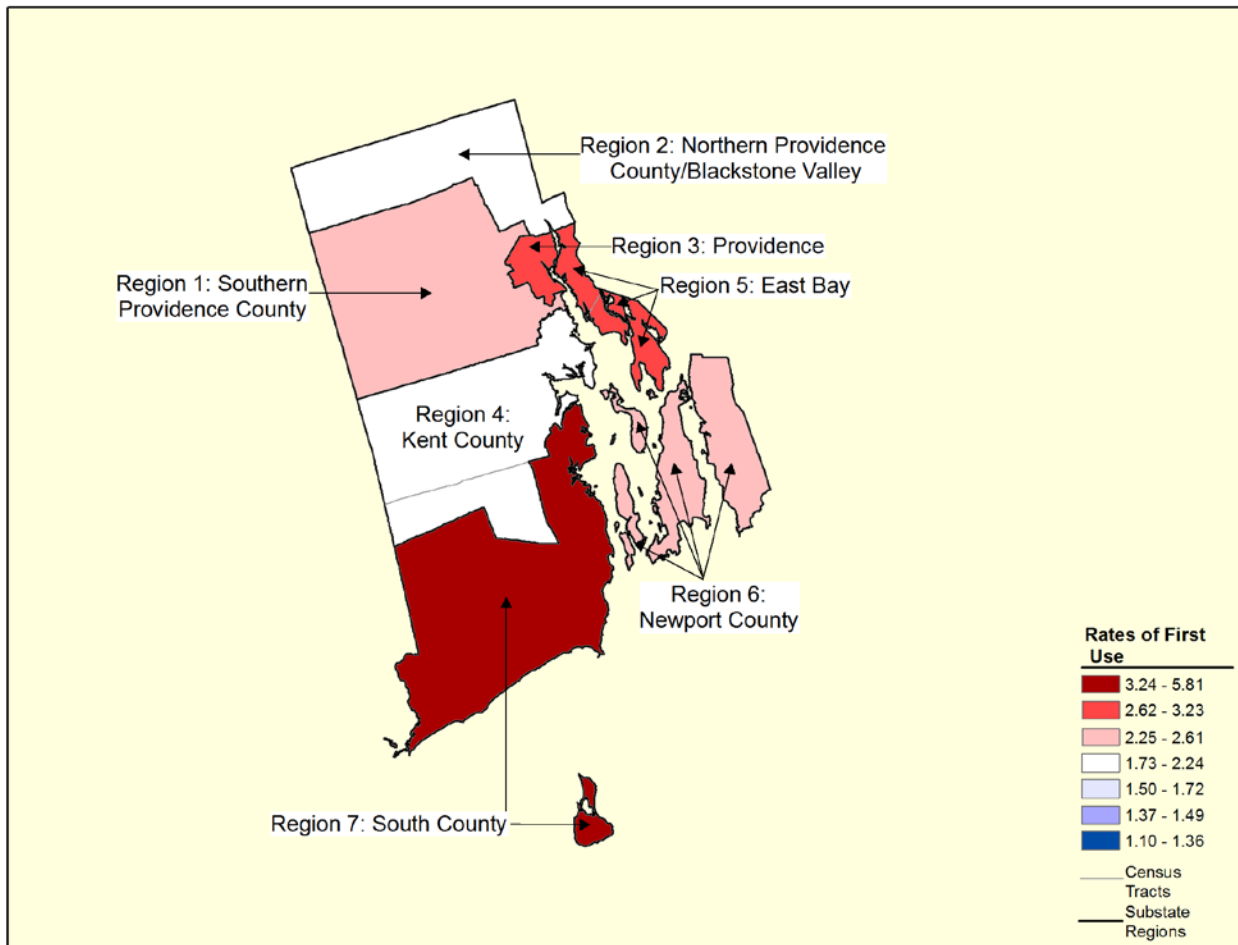 Region 2: Northern Providence
County/Blackstone Valley
Region 3: Providence
Region 1: Southern
Providence County
Region 5: East Bay
Region 4:
Kent County
Region 6:
Newport County
Region 7: South County
Rates of First
Use
3.24 - 5.81
2.62 - 3.23
2.25 - 2.61
1.73 - 2.24
1.50 - 1.72
1.37 - 1.49
1.10 - 1.36
Census
Tracts
Substate
Regions